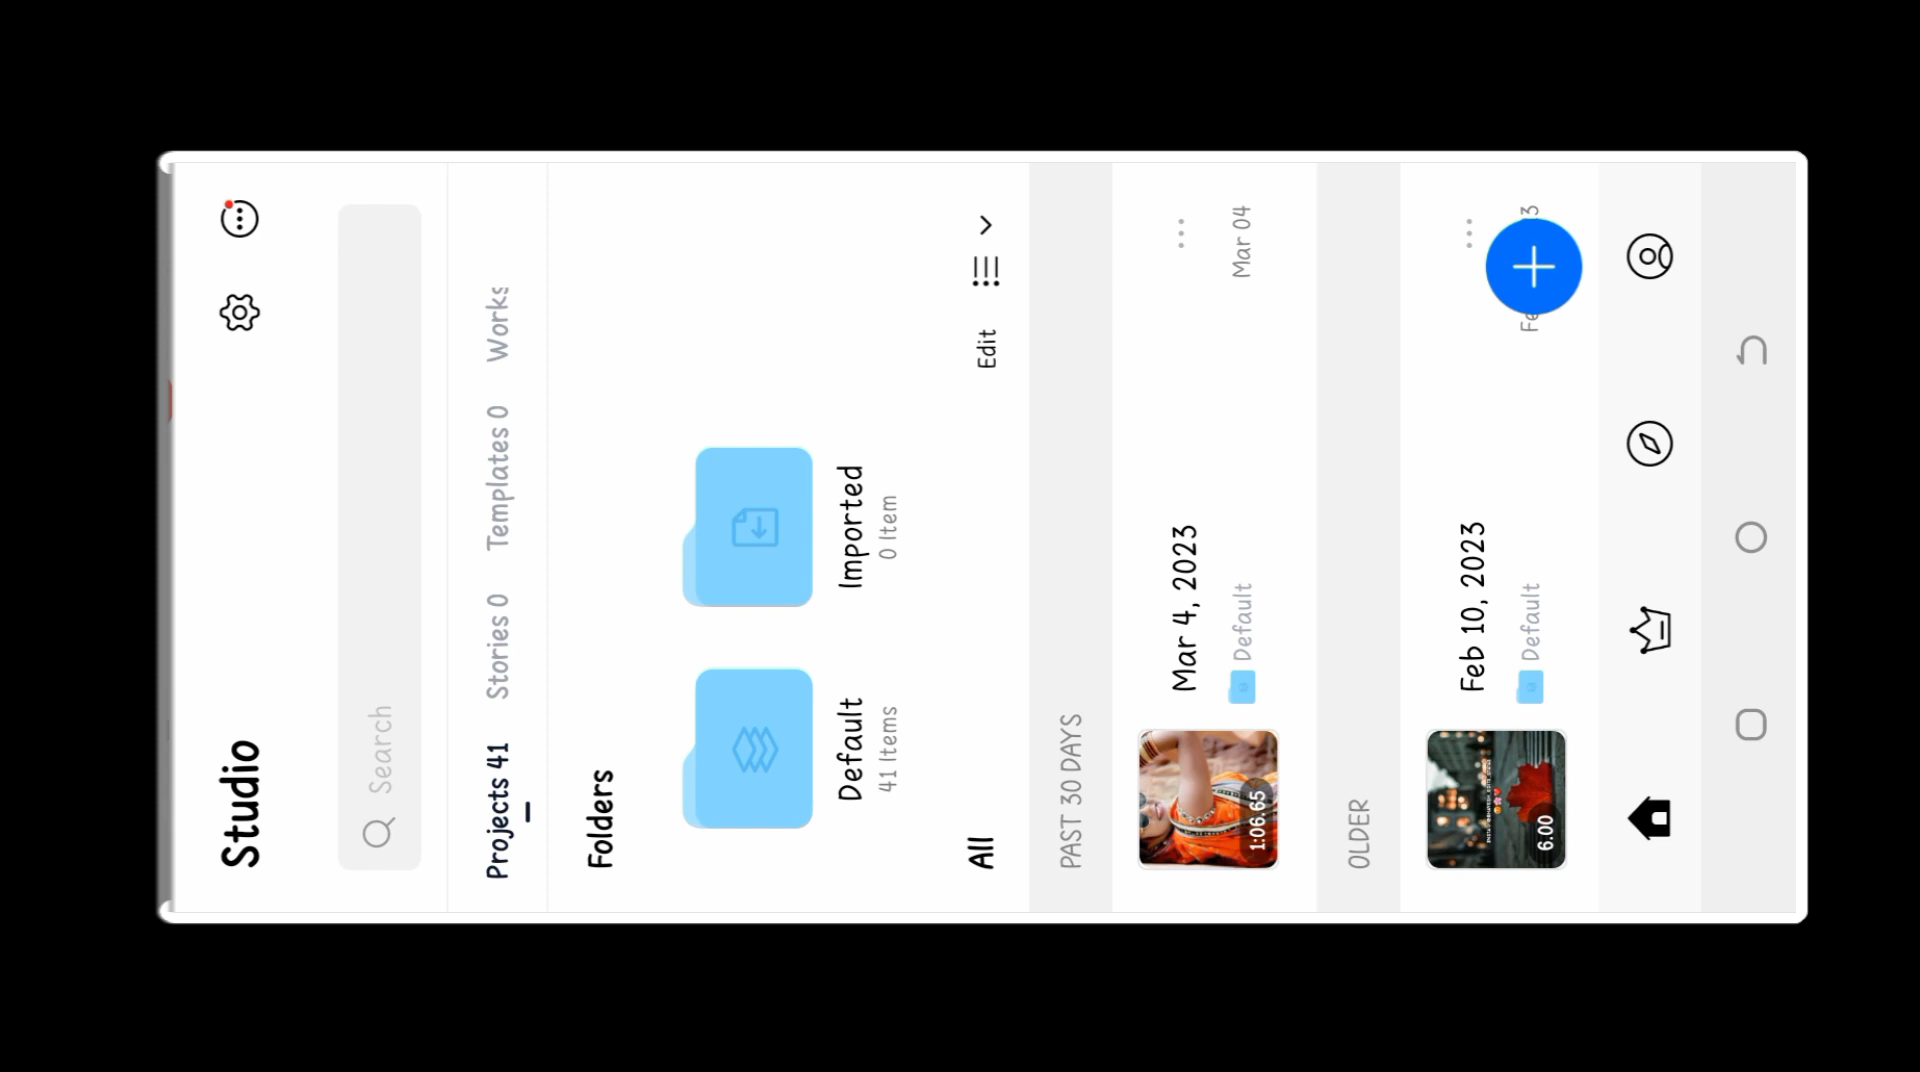 Studio
Search
Projects 41 Stories 0 Templates 0 Works
Folders
Default
41 Items
Imported
0 Item
All Edit
PAST 30 DAYS
Mar 4, 2023
Default Mar 04
1:06.65
OLDER
Feb 10, 2023
Default
6.00